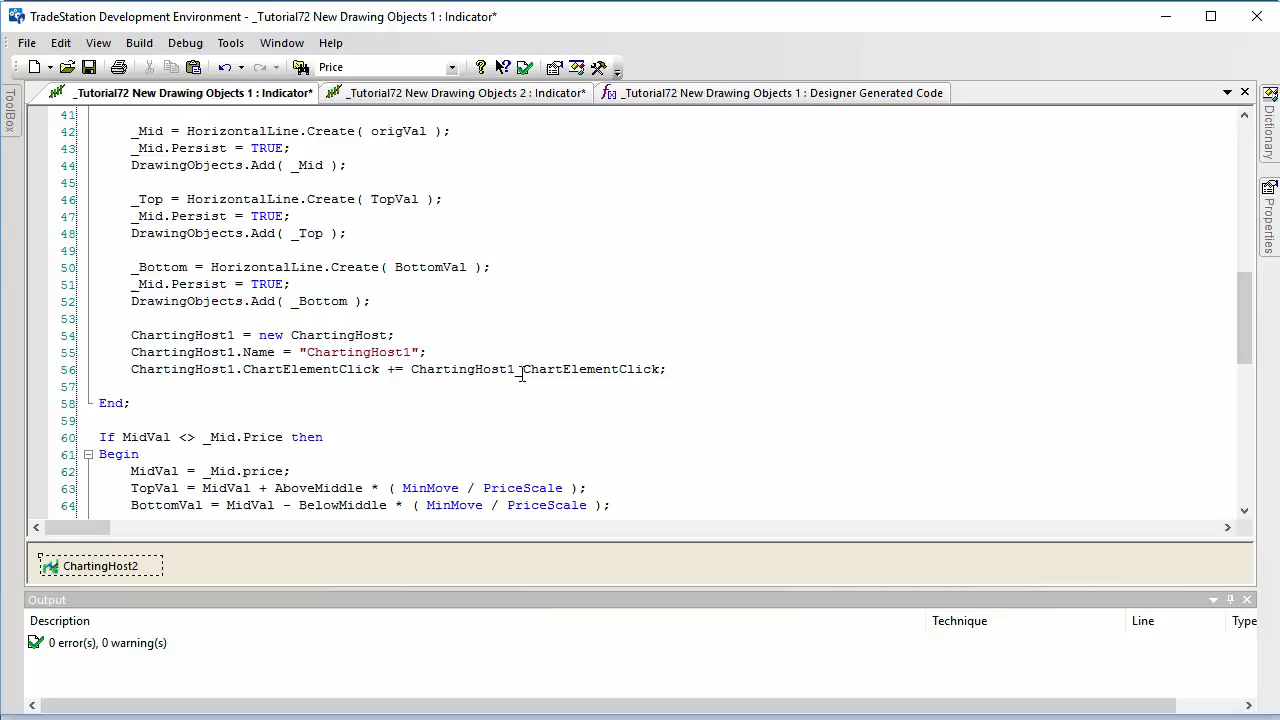 TradeStation Development Environment - _Tutorial72 New Drawing Objects 1 : Indicator*
File Edit View Build Debug Tools Window Help
Price
ToolBox
_Tutorial72 New Drawing Objects 1 : Indicator* _Tutorial72 New Drawing Objects 2 : Indicator* _Tutorial72 New Drawing Objects 1 : Designer Generated Code
Dictionary
Properties
41
42 _Mid = HorizontalLine.Create( origVal );
43 _Mid.Persist = TRUE;
44 DrawingObjects.Add( _Mid );
45
46 _Top = HorizontalLine.Create( TopVal );
47 _Mid.Persist = TRUE;
48 DrawingObjects.Add( _Top );
49
50 _Bottom = HorizontalLine.Create( BottomVal );
51 _Mid.Persist = TRUE;
52 DrawingObjects.Add( _Bottom );
53
54 ChartingHost1 = new ChartingHost;
55 ChartingHost1.Name = "ChartingHost1";
56 ChartingHost1.ChartElementClick += ChartingHost1_ChartElementClick;
57
58 End;
59
60 If MidVal <> _Mid.Price then
61 Begin
62 MidVal = _Mid.price;
63 TopVal = MidVal + AboveMiddle * ( MinMove / PriceScale );
64 BottomVal = MidVal - BelowMiddle * ( MinMove / PriceScale );
ChartingHost2
Output
Description Technique Line Type
0 error(s), 0 warning(s)